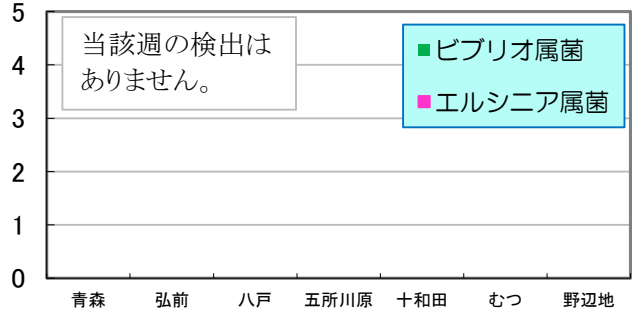 5
4
3
2
1
0
当該週の検出は
ありません。
ビブリオ属菌
エルシニア属菌
青森 弘前 八戸 五所川原 十和田 むつ 野辺地